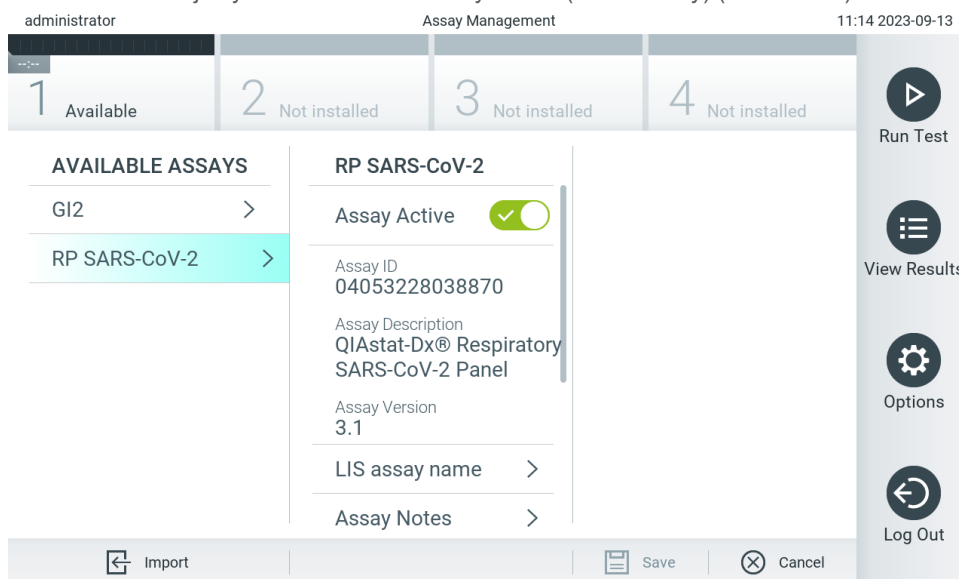 administrator
Assay Management
11:14 2023-09-13
--:--
1 Available
2 Not installed
3 Not installed
4 Not installed
Run Test
View Results
Options
Log Out
AVAILABLE ASSAYS
GI2
RP SARS-CoV-2
RP SARS-CoV-2
Assay Active
Assay ID
04053228038870
Assay Description
QIAstat-Dx® Respiratory
SARS-CoV-2 Panel
Assay Version
3.1
LIS assay name
Assay Notes
Import
Save
Cancel